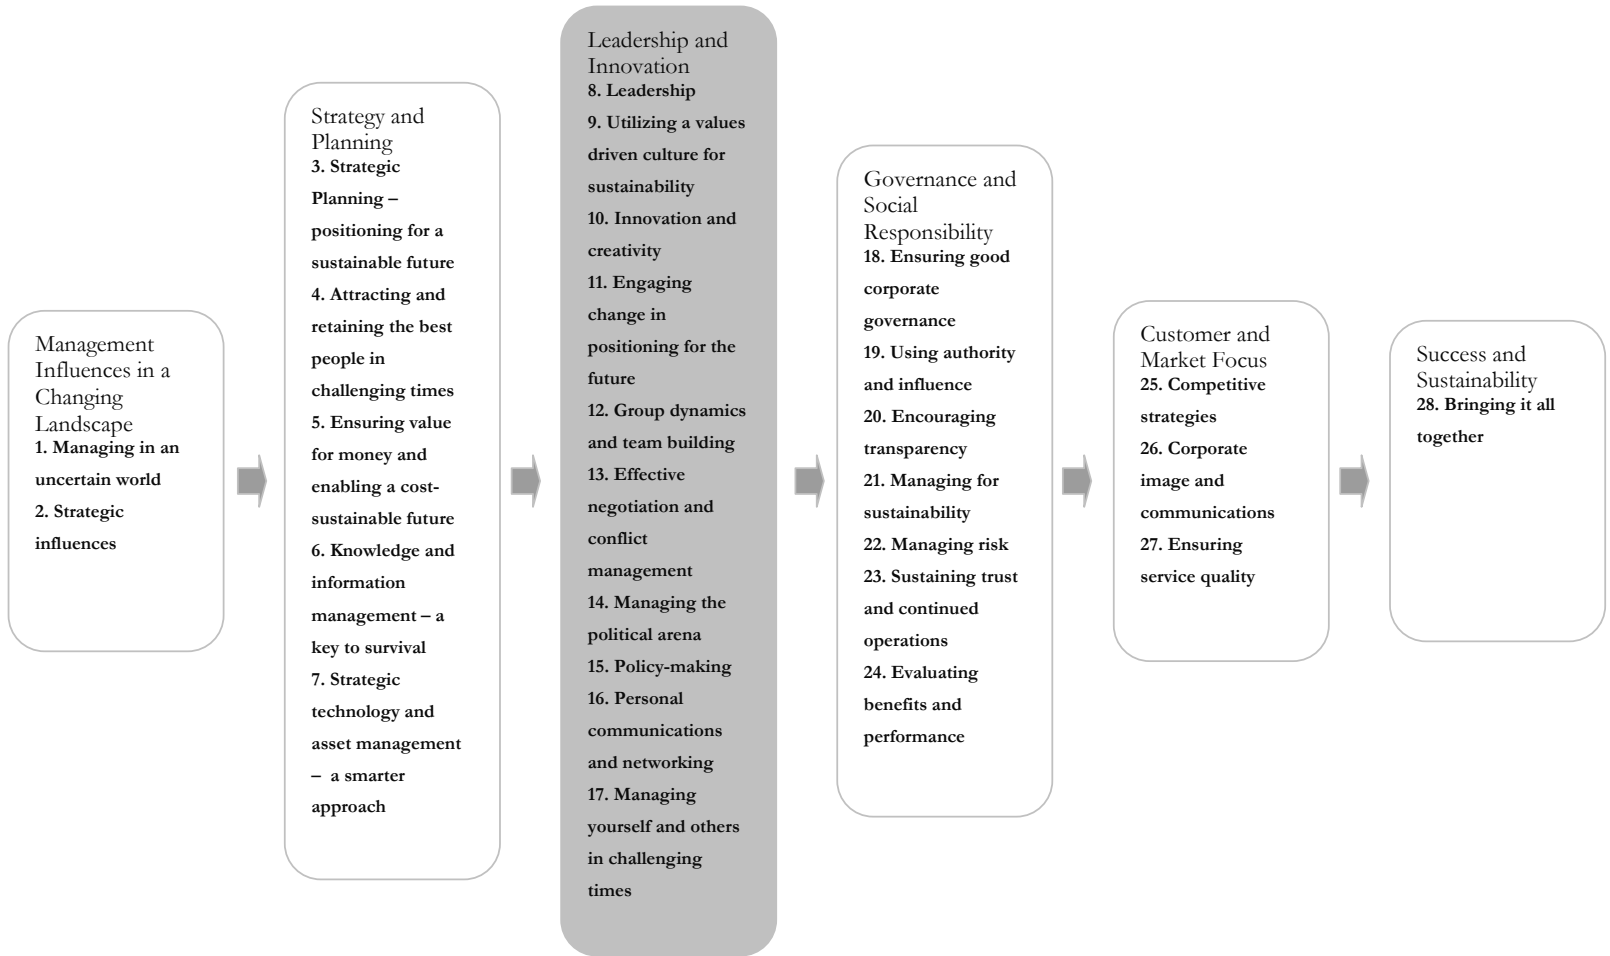 Management
Influences in a
Changing
Landscape
1. Managing in an
uncertain world
2. Strategic
influences
Strategy and
Planning
3. Strategic
Planning –
positioning for a
sustainable future
4. Attracting and
retaining the best
people in
challenging times
5. Ensuring value
for money and
enabling a cost-
sustainable future
6. Knowledge and
information
management – a
key to survival
7. Strategic
technology and
asset management
– a smarter
approach
Leadership and
Innovation
8. Leadership
9. Utilizing a values
driven culture for
sustainability
10. Innovation and
creativity
11. Engaging
change in
positioning for the
future
12. Group dynamics
and team building
13. Effective
negotiation and
conflict
management
14. Managing the
political arena
15. Policy-making
16. Personal
communications
and networking
17. Managing
yourself and others
in challenging
times
Governance and
Social
Responsibility
18. Ensuring good
corporate
governance
19. Using authority
and influence
20. Encouraging
transparency
21. Managing for
sustainability
22. Managing risk
23. Sustaining trust
and continued
operations
24. Evaluating
benefits and
performance
Customer and
Market Focus
25. Competitive
strategies
26. Corporate
image and
communications
27. Ensuring
service quality
Success and
Sustainability
28. Bringing it all
together